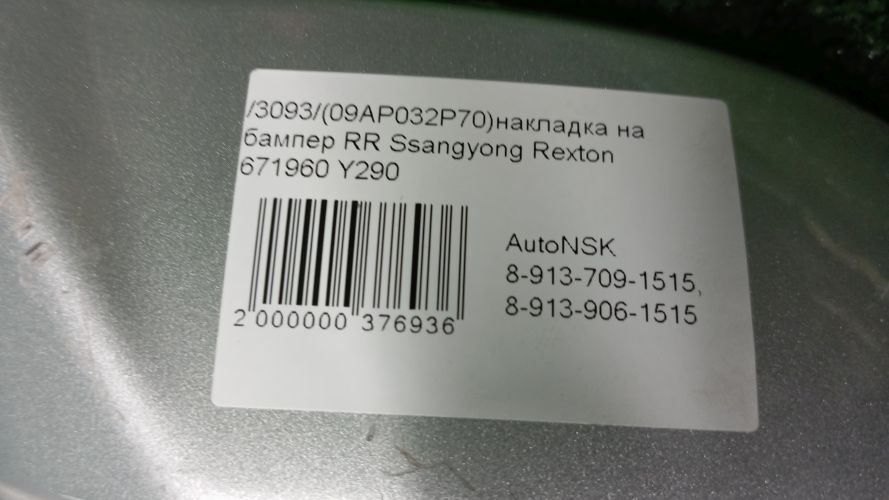 /3093/(09AP032P70)накладка на
бампер RR Ssangyong Rexton
671960 Y290
AutoNSK
8-913-709-1515,
8-913-906-1515
2 000000 376936